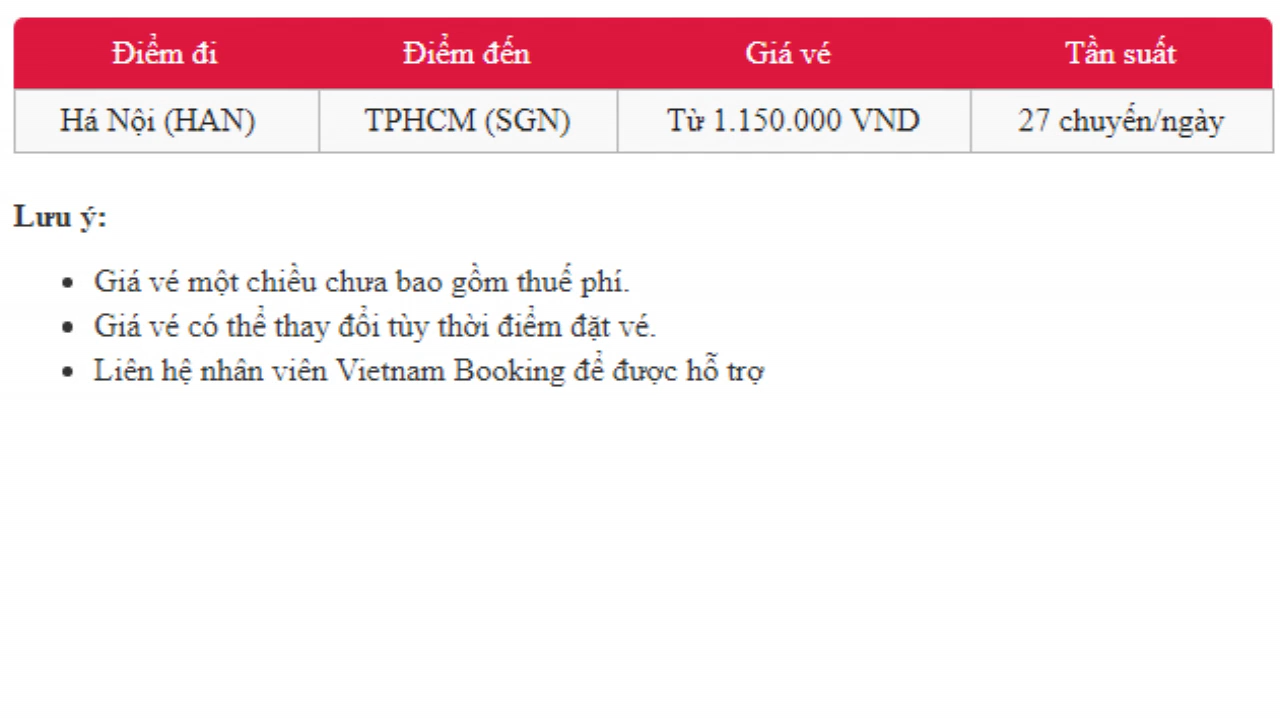 Điểm đi Điểm đến Giá vé Tần suất
Há Nội (HAN) TPHCM (SGN) Từ 1.150.000 VND 27 chuyến/ngày
Lưu ý:
• Giá vé một chiều chưa bao gồm thuế phí.
• Giá vé có thể thay đổi tùy thời điểm đặt vé.
• Liên hệ nhân viên Vietnam Booking để được hỗ trợ